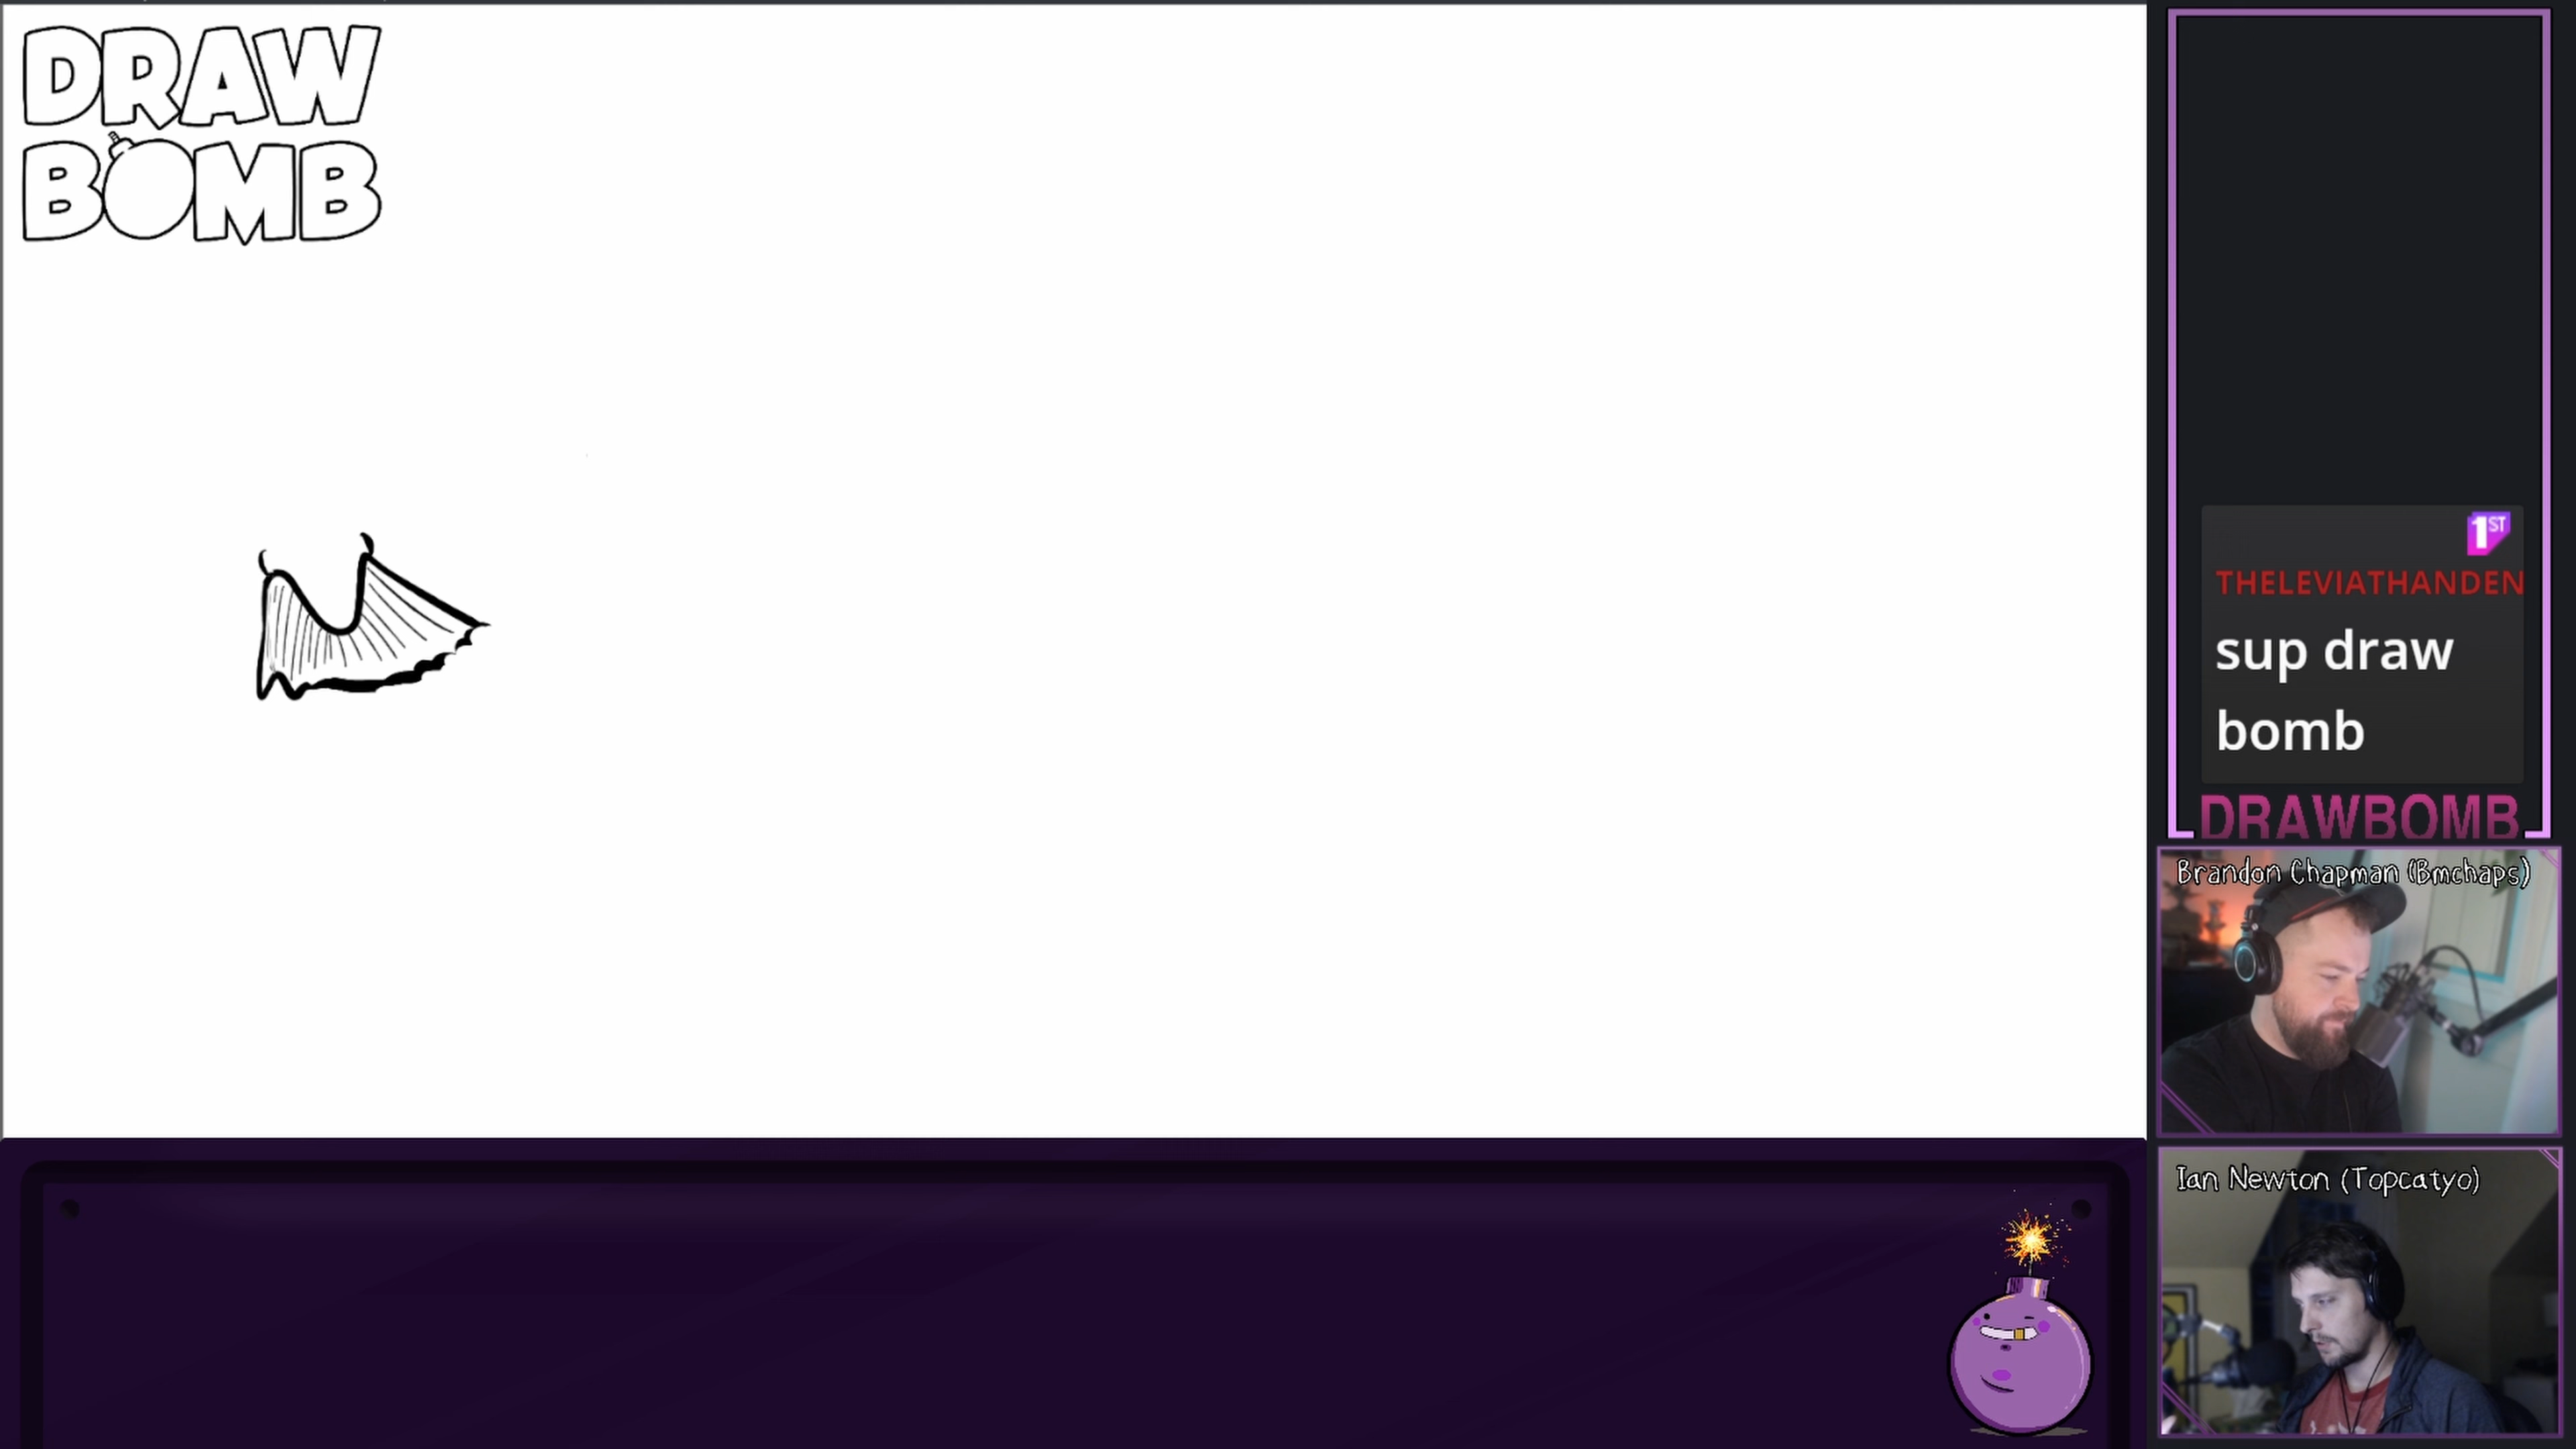 DRAW
BOMB
1ST
THELEVIATHANDEN
sup draw
bomb
DRAWBOMB
Brandon Chapman (Bmchaps)
Ian Newton (Topcatyo)